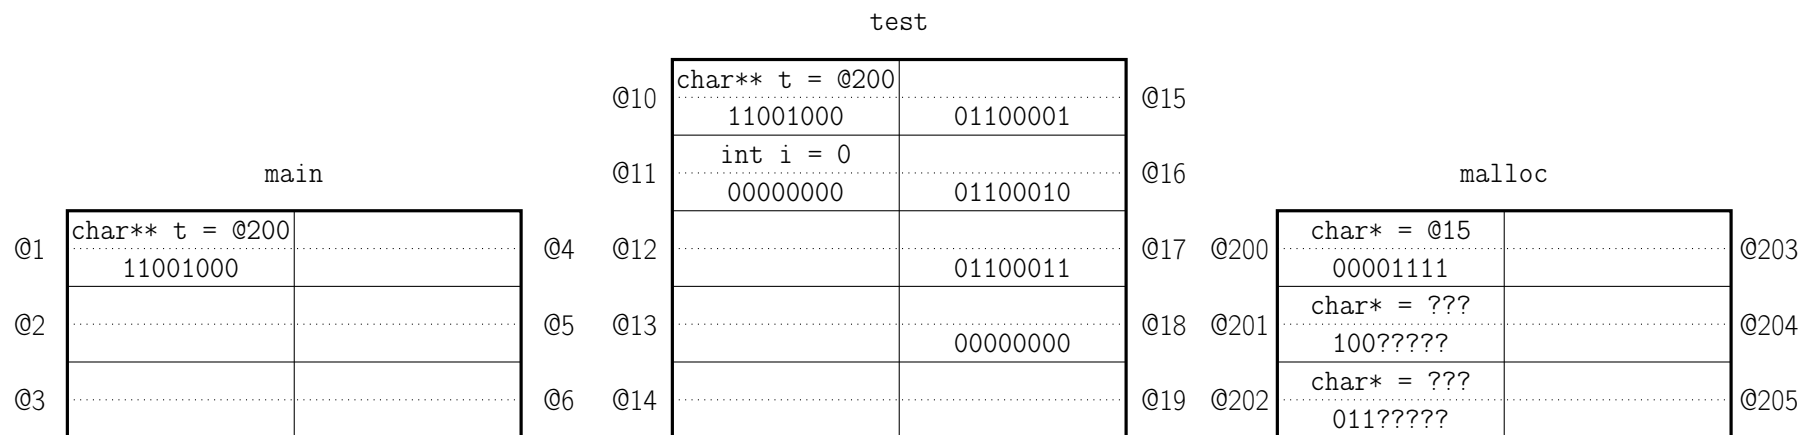 test
char** t = @200
@10 @15
11001000 01100001
int i = 0
@11 @16
00000000 01100010
main malloc
char** t = @200 char* = @15
@1 @4 @12 @17 @200 @203
11001000 01100011 00001111
char* = ???
@2 @5 @13 @18 @201 @204
00000000 100?????
char* = ???
@3 @6 @14 @19 @202 @205
011?????